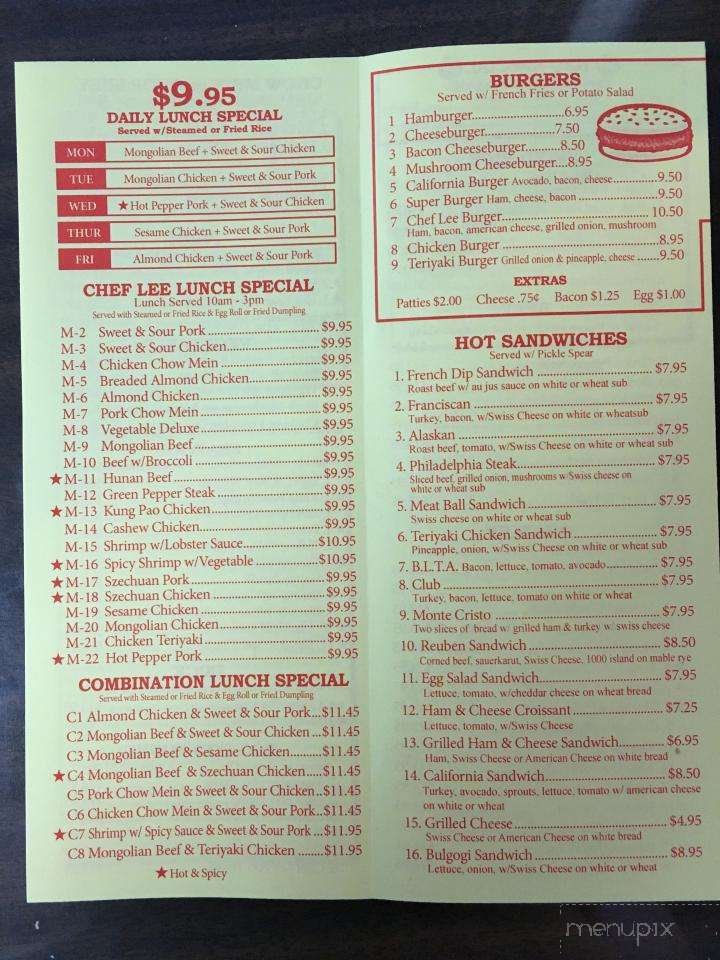 $9.95
DAILY LUNCH SPECIAL
Served w/Steamed or Fried Rice
MON Mongolian Beef + Sweet & Sour Chicken
TUE Mongolian Chicken + Sweet & Sour Pork
WED ★Hot Pepper Pork + Sweet & Sour Chicken
THUR Sesame Chicken + Sweet & Sour Pork
FRI Almond Chicken + Sweet & Sour Pork
CHEF LEE LUNCH SPECIAL
Lunch Served 10am - 3pm
Served with Steamed or Fried Rice & Egg Roll or Fried Dumpling
M-2 Sweet & Sour Pork $9.95
M-3 Sweet & Sour Chicken $9.95
M-4 Chicken Chow Mein $9.95
M-5 Breaded Almond Chicken $9.95
M-6 Almond Chicken $9.95
M-7 Pork Chow Mein $9.95
M-8 Vegetable Deluxe $9.95
M-9 Mongolian Beef $9.95
M-10 Beef w/Broccoli $9.95
★M-11 Hunan Beef $9.95
M-12 Green Pepper Steak $9.95
★M-13 Kung Pao Chicken $9.95
M-14 Cashew Chicken $9.95
M-15 Shrimp w/Lobster Sauce $10.95
★M-16 Spicy Shrimp w/Vegetable $10.95
★M-17 Szechuan Pork $9.95
★M-18 Szechuan Chicken $9.95
M-19 Sesame Chicken $9.95
M-20 Mongolian Chicken $9.95
M-21 Chicken Teriyaki $9.95
★M-22 Hot Pepper Pork $9.95
COMBINATION LUNCH SPECIAL
Served with Steamed or Fried Rice & Egg Roll or Fried Dumpling
C1 Almond Chicken & Sweet & Sour Pork...$11.45
C2 Mongolian Beef & Sweet & Sour Chicken ...$11.45
C3 Mongolian Beef & Sesame Chicken $11.45
★C4 Mongolian Beef & Szechuan Chicken $11.45
C5 Pork Chow Mein & Sweet & Sour Chicken..$11.45
C6 Chicken Chow Mein & Sweet & Sour Pork..$11.45
★C7 Shrimp w/ Spicy Sauce & Sweet & Sour Pork ...$11.95
C8 Mongolian Beef & Teriyaki Chicken $11.95
★Hot & Spicy
BURGERS
Served w/ French Fries or Potato Salad
1 Hamburger 6.95
2 Cheeseburger 7.50
3 Bacon Cheeseburger 8.50
4 Mushroom Cheeseburger...8.95
5 California Burger Avocado, bacon, cheese 9.50
6 Super Burger Ham, cheese, bacon 9.50
7 Chef Lee Burger 10.50
Ham, bacon, american cheese, grilled onion, mushroom
8 Chicken Burger 8.95
9 Teriyaki Burger Grilled onion & pineapple, cheese 9.50
EXTRAS
Patties $2.00 Cheese .75¢ Bacon $1.25 Egg $1.00
HOT SANDWICHES
Served w/ Pickle Spear
1. French Dip Sandwich $7.95
Roast beef w/ au jus sauce on white or wheat sub
2. Franciscan $7.95
Turkey, bacon, w/Swiss Cheese on white or wheatsub
3. Alaskan $7.95
Roast beef, tomato, w/Swiss Cheese on white or wheat sub
4. Philadelphia Steak $7.95
Sliced beef, grilled onion, mushrooms w/Swiss cheese on
white or wheat sub
5. Meat Ball Sandwich $7.95
Swiss cheese on white or wheat sub
6. Teriyaki Chicken Sandwich $7.95
Pineapple, onion, w/Swiss Cheese on white or wheat sub
7. B.L.T.A. Bacon, lettuce, tomato, avocado $7.95
8. Club $7.95
Turkey, bacon, lettuce, tomato on white or wheat
9. Monte Cristo $7.95
Two slices of bread w/ grilled ham & turkey w/ swiss cheese
10. Reuben Sandwich $8.50
Corned beef, sauerkarut, Swiss Cheese, 1000 island on mable rye
11. Egg Salad Sandwich $7.95
Lettuce, tomato, w/cheddar cheese on wheat bread
12. Ham & Cheese Croissant $7.25
Lettuce, tomato, w/Swiss Cheese
13. Grilled Ham & Cheese Sandwich $6.95
Ham, Swiss Cheese or American Cheese on white bread
14. California Sandwich $8.50
Turkey, avocado, sprouts, lettuce, tomato w/ american cheese
on white or wheat
15. Grilled Cheese $4.95
Swiss Cheese or American Cheese on white bread
16. Bulgogi Sandwich $8.95
Lettuce, onion, w/Swiss Cheese on white or wheat
menupix